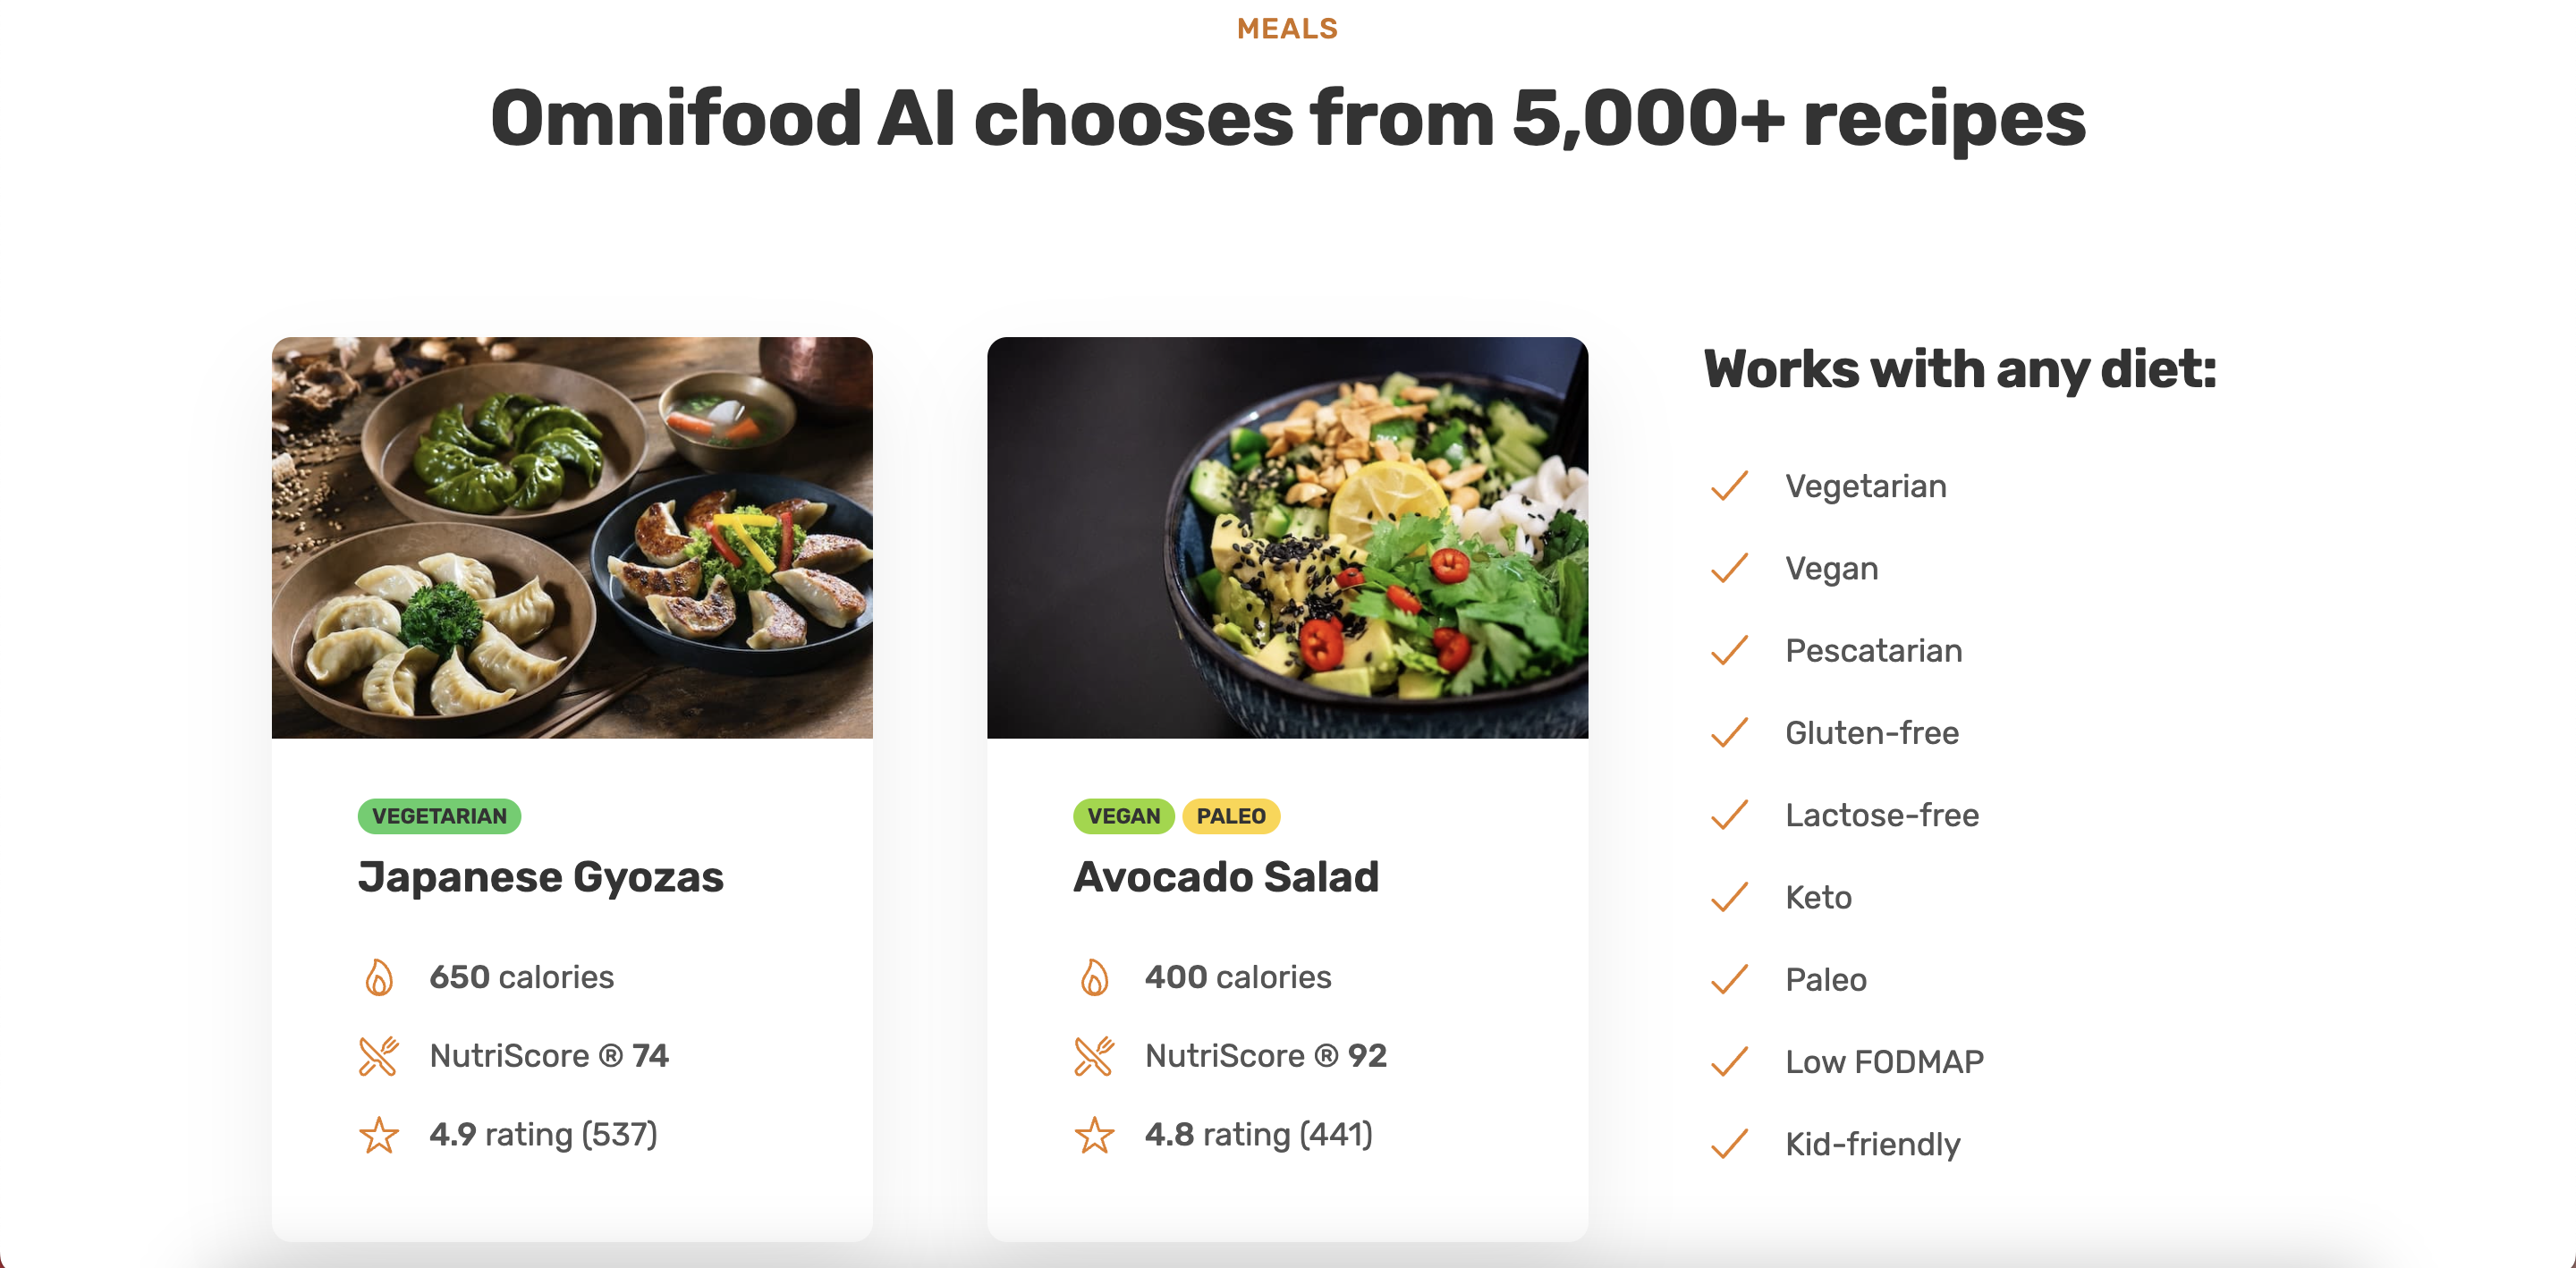 MEALS
Omnifood AI chooses from 5,000+ recipes
VEGETARIAN
Japanese Gyozas
650 calories
NutriScore ® 74
4.9 rating (537)
VEGAN PALEO
Avocado Salad
400 calories
NutriScore ® 92
4.8 rating (441)
Works with any diet:
Vegetarian
Vegan
Pescatarian
Gluten-free
Lactose-free
Keto
Paleo
Low FODMAP
Kid-friendly